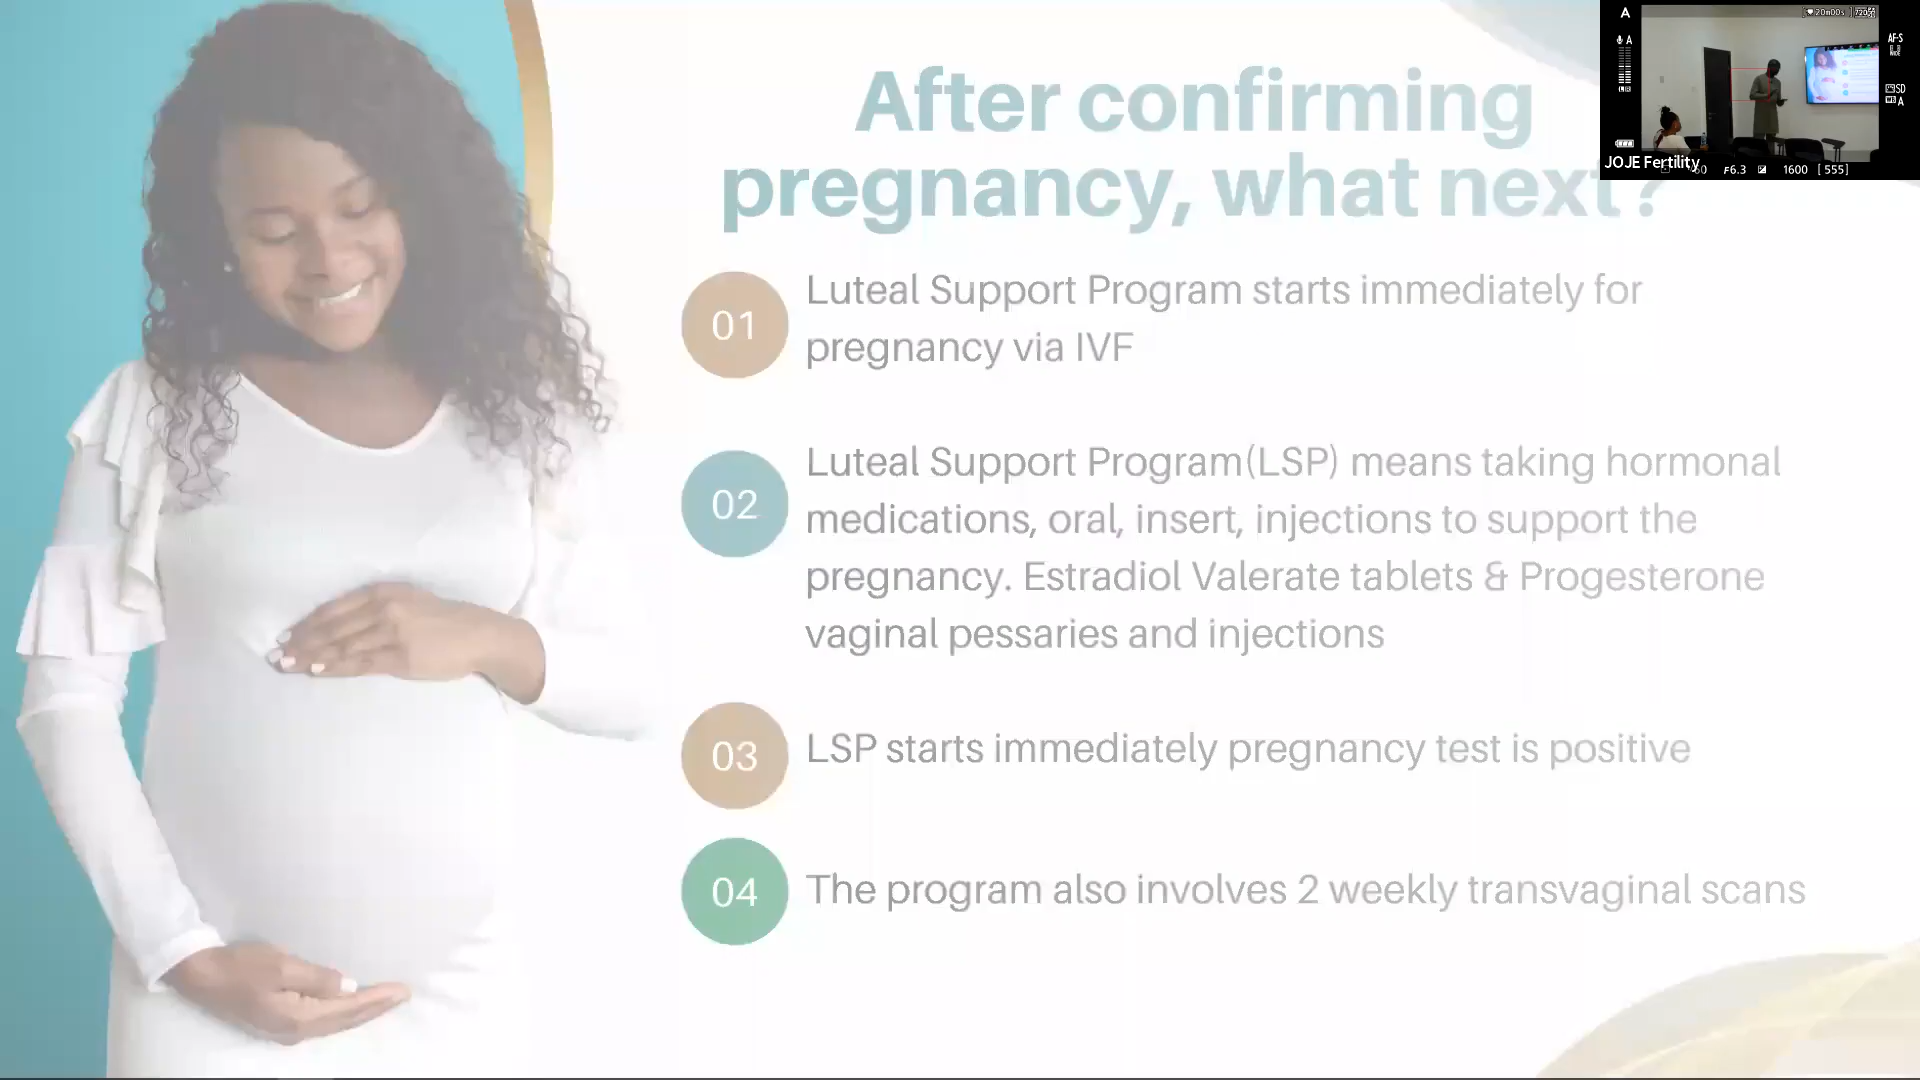 After confirming
pregnancy, what next?
01
Luteal Support Program starts immediately for
pregnancy via IVF
02
Luteal Support Program(LSP) means taking hormonal
medications, oral, insert, injections to support the
pregnancy. Estradiol Valerate tablets & Progesterone
vaginal pessaries and injections
03
LSP starts immediately pregnancy test is positive
04
The program also involves 2 weekly transvaginal scans
A
20m00s
A
AF-S
SD
A
JOJE Fertility
F6.3
1600
[ 555]